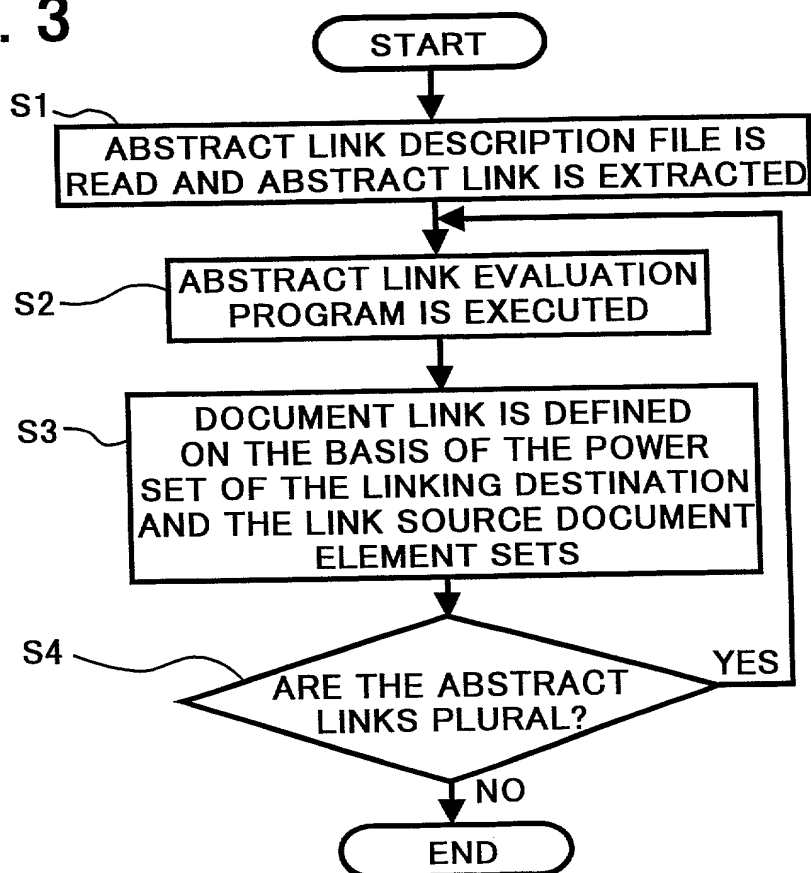 . 3
START
S1
ABSTRACT LINK DESCRIPTION FILE IS
READ AND ABSTRACT LINK IS EXTRACTED
S2
ABSTRACT LINK EVALUATION
PROGRAM IS EXECUTED
S3
DOCUMENT LINK IS DEFINED
ON THE BASIS OF THE POWER
SET OF THE LINKING DESTINATION
AND THE LINK SOURCE DOCUMENT
ELEMENT SETS
S4
ARE THE ABSTRACT
LINKS PLURAL?
YES
NO
END